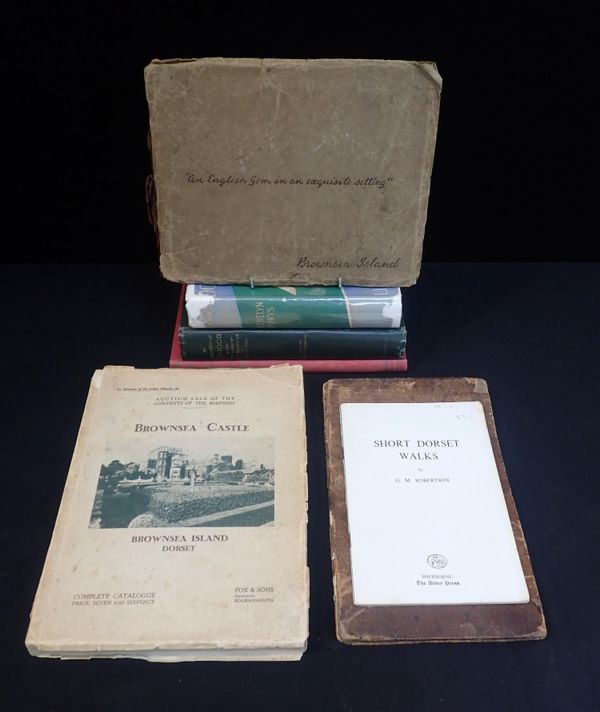 "An English Gem in an exquisite setting"
Brownsea Island
AUCTION SALE OF THE
CONTENTS OF THE MANSION
BROWNSEA CASTLE
BROWNSEA ISLAND
DORSET
COMPLETE CATALOGUE
PRICE, SEVEN AND SIXPENCE
FOX & SONS
BOURNEMOUTH
SHORT DORSET
WALKS
by
G. M. ROBERTSON
SHERBORNE
The Abbey Press